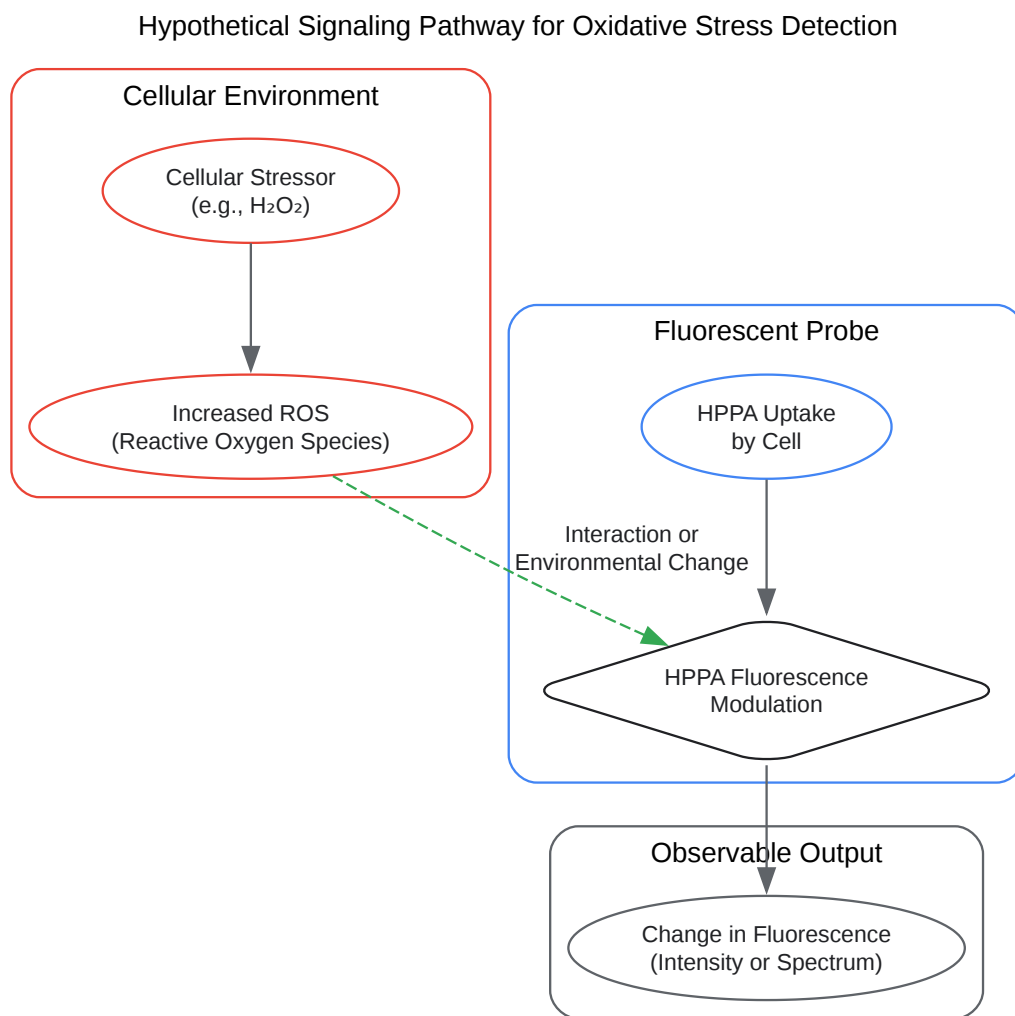 Hypothetical Signaling Pathway for Oxidative Stress Detection
Cellular Environment
Cellular Stressor
(e.g., H₂O₂)
Increased ROS
(Reactive Oxygen Species)
Fluorescent Probe
HPPA Uptake
by Cell
Interaction or
Environmental Change
HPPA Fluorescence
Modulation
Observable Output
Change in Fluorescence
(Intensity or Spectrum)